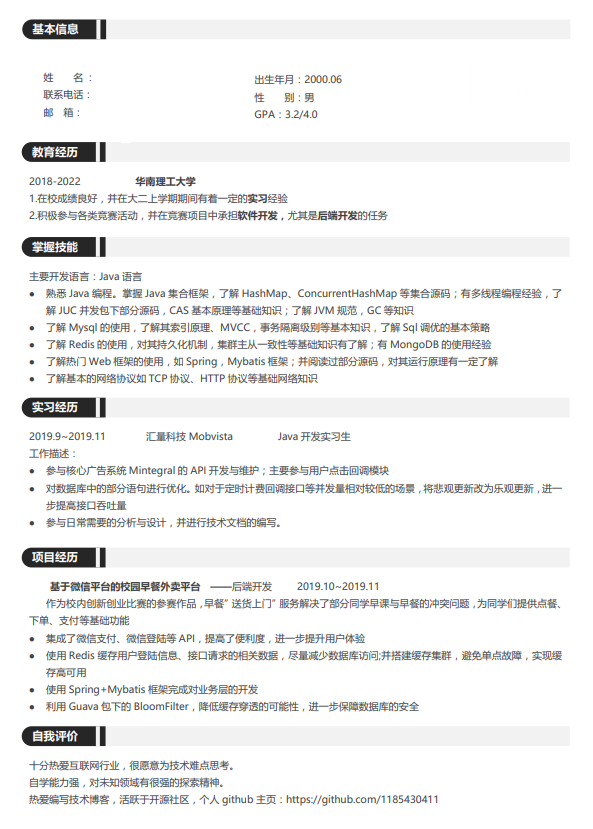 基本信息
姓 名 ：
出生年月：2000.06
联系电话：
性 别：男
邮 箱：
GPA：3.2/4.0
教育经历
2018-2022 华南理工大学
1.在校成绩良好，并在大二上学期期间有着一定的实习经验
2.积极参与各类竞赛活动，并在竞赛项目中承担软件开发，尤其是后端开发的任务
掌握技能
主要开发语言：Java 语言
● 熟悉 Java 编程。掌握 Java 集合框架，了解 HashMap、ConcurrentHashMap 等集合源码；有多线程编程经验，了
解 JUC 并发包下部分源码，CAS 基本原理等基础知识；了解 JVM 规范，GC 等知识
● 了解 Mysql 的使用，了解其索引原理、MVCC，事务隔离级别等基本知识，了解 Sql 调优的基本策略
● 了解 Redis 的使用，对其持久化机制，集群主从一致性等基础知识有了解；有 MongoDB 的使用经验
● 了解热门 Web 框架的使用，如 Spring，Mybatis 框架；并阅读过部分源码，对其运行原理有一定了解
● 了解基本的网络协议如 TCP 协议、HTTP 协议等基础网络知识
实习经历
2019.9~2019.11 汇量科技 Mobvista Java 开发实习生
工作描述：
● 参与核心广告系统 Mintegral 的 API 开发与维护；主要参与用户点击回调模块
● 对数据库中的部分语句进行优化。如对于定时计费回调接口等并发量相对较低的场景，将悲观更新改为乐观更新，进一
步提高接口吞吐量
● 参与日常需要的分析与设计，并进行技术文档的编写。
项目经历
基于微信平台的校园早餐外卖平台 ——后端开发 2019.10~2019.11
作为校内创新创业比赛的参赛作品，早餐”送货上门”服务解决了部分同学早课与早餐的冲突问题，为同学们提供点餐、
下单、支付等基础功能
● 集成了微信支付、微信登陆等 API，提高了便利度，进一步提升用户体验
● 使用 Redis 缓存用户登陆信息、接口请求的相关数据，尽量减少数据库访问;并搭建缓存集群，避免单点故障，实现缓
存高可用
● 使用 Spring+Mybatis 框架完成对业务层的开发
● 利用 Guava 包下的 BloomFilter，降低缓存穿透的可能性，进一步保障数据库的安全
自我评价
十分热爱互联网行业，很愿意为技术难点思考。
自学能力强，对未知领域有很强的探索精神。
热爱编写技术博客，活跃于开源社区，个人 github 主页：https://github.com/1185430411